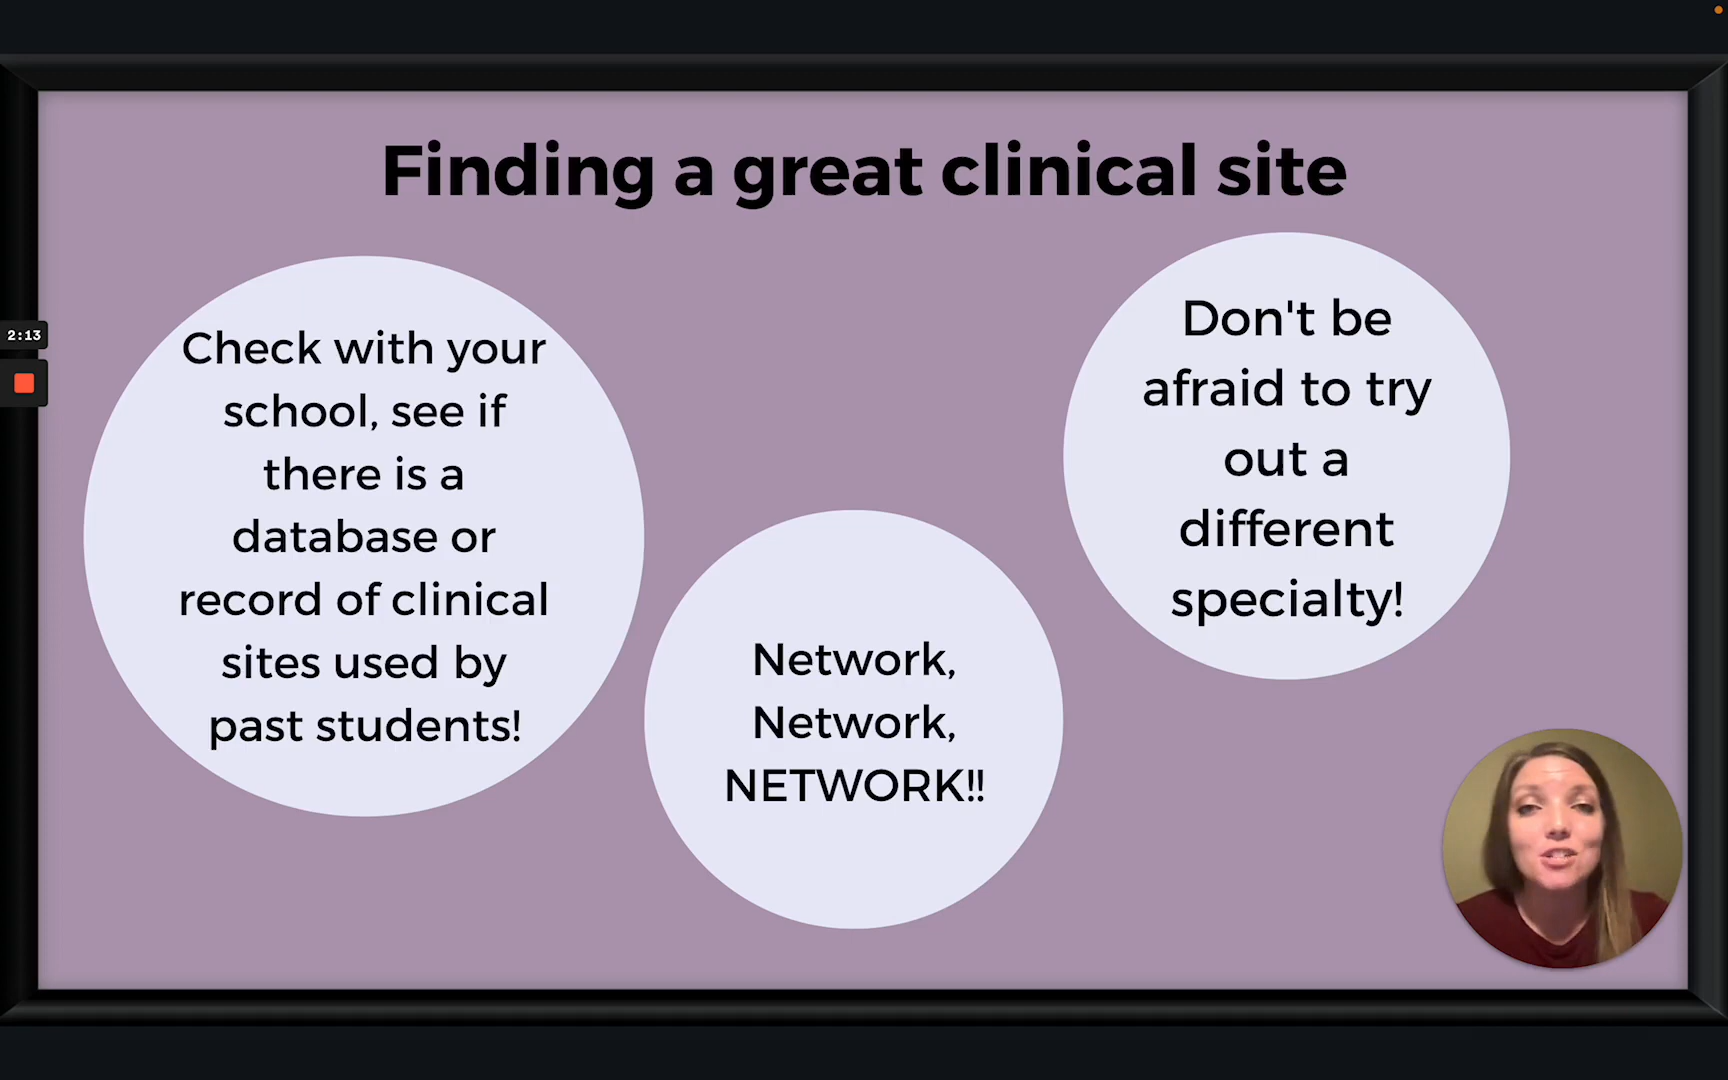 Finding a great clinical site
Check with your
school, see if
there is a
database or
record of clinical
sites used by
past students!
Network,
Network,
NETWORK!!
Don't be
afraid to try
out a
different
specialty!
2:13